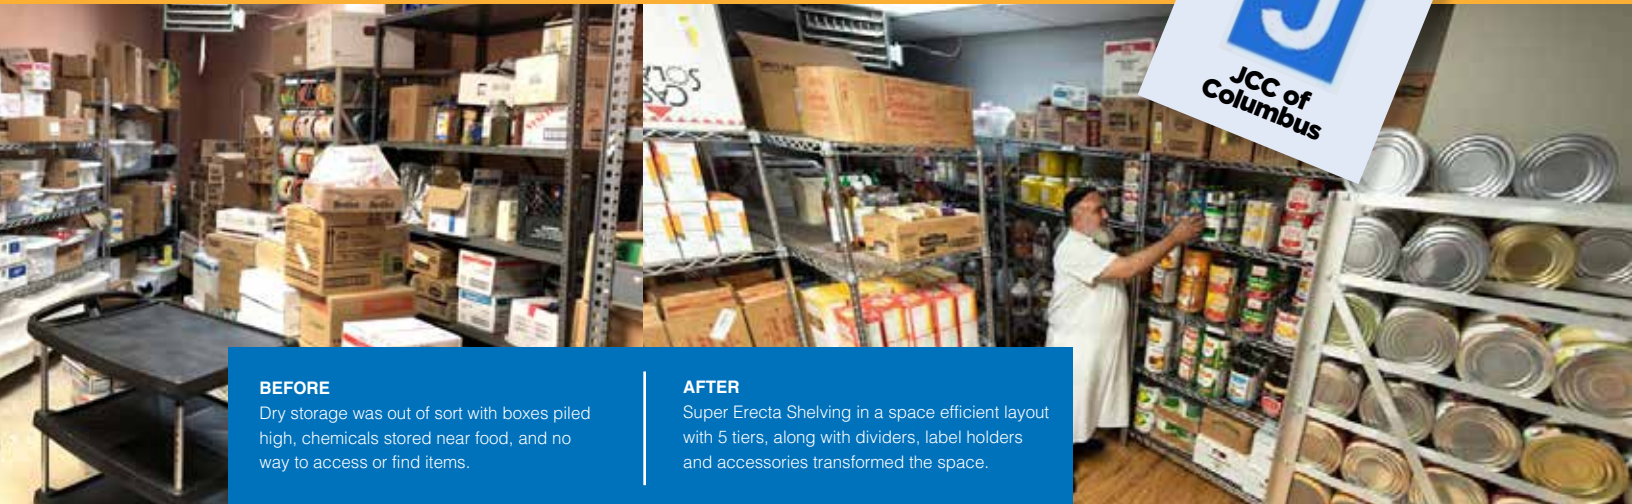 J
JCC of
Columbus
BEFORE
Dry storage was out of sort with boxes piled
high, chemicals stored near food, and no
way to access or find items.
AFTER
Super Erecta Shelving in a space efficient layout
with 5 tiers, along with dividers, label holders
and accessories transformed the space.